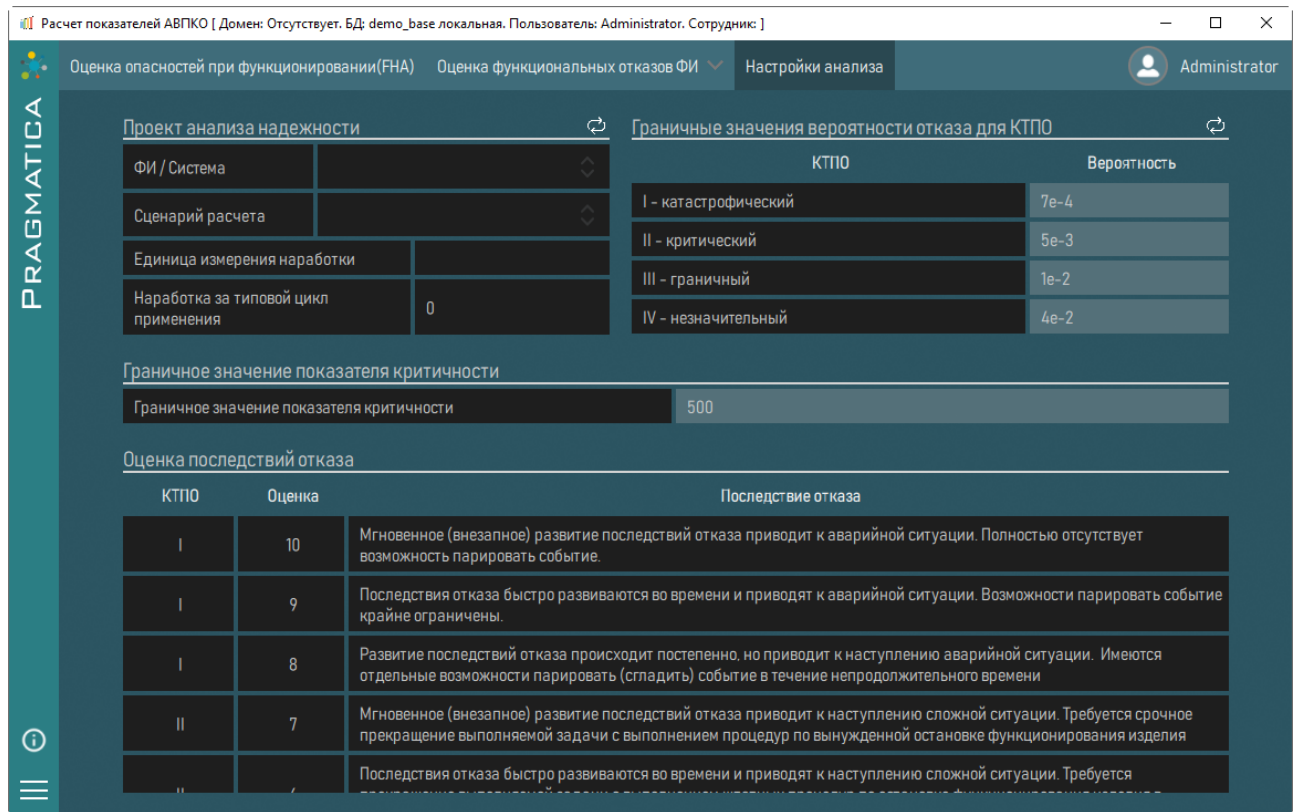 Расчет показателей АВПКО [ Домен: Отсутствует. БД: demo_base локальная. Пользователь: Administrator. Сотрудник: ]
Оценка опасностей при функционировании(FHA)
Оценка функциональных отказов ФИ
Настройки анализа
Administrator
PRAGMATICA
Проект анализа надежности
ФИ / Система
Сценарий расчета
Единица измерения наработки
Наработка за типовой цикл
применения
0
Граничные значения вероятности отказа для КТПО
КТПО
Вероятность
I - катастрофический
7e-4
II - критический
5e-3
III - граничный
1e-2
IV - незначительный
4e-2
Граничное значение показателя критичности
Граничное значение показателя критичности
500
Оценка последствий отказа
КТПО
Оценка
Последствие отказа
I
10
Мгновенное (внезапное) развитие последствий отказа приводит к аварийной ситуации. Полностью отсутствует
возможность парировать событие.
I
9
Последствия отказа быстро развиваются во времени и приводят к аварийной ситуации. Возможности парировать событие
крайне ограничены.
I
8
Развитие последствий отказа происходит постепенно, но приводит к наступлению аварийной ситуации. Имеются
отдельные возможности парировать (сгладить) событие в течение непродолжительного времени
II
7
Мгновенное (внезапное) развитие последствий отказа приводит к наступлению сложной ситуации. Требуется срочное
прекращение выполняемой задачи с выполнением процедур по вынужденной остановке функционирования изделия
Последствия отказа быстро развиваются во времени и приводят к наступлению сложной ситуации. Требуется